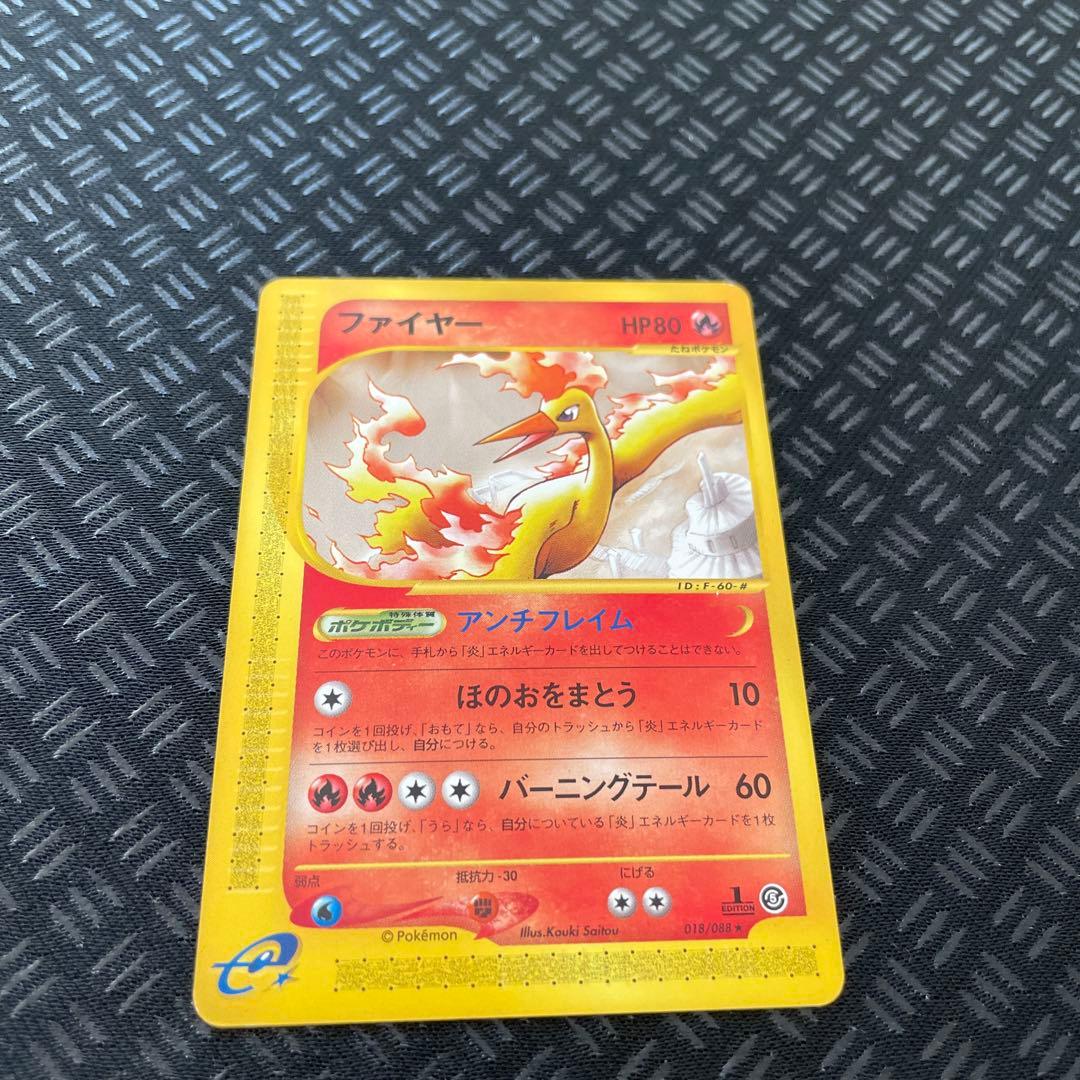 ファイヤー HP80
たねポケモン
ID:F-60-#
特殊体質
ポケボディー アンチフレイム
このポケモンに、手札から「炎」エネルギーカードを出してつけることはできない。
ほのおをまとう 10
コインを1回投げ、「おもて」なら、自分のトラッシュから「炎」エネルギーカード
を1枚選び出し、自分につける。
バーニングテール 60
コインを1回投げ、「うら」なら、自分についている「炎」エネルギーカードを1枚
トラッシュする。
弱点 抵抗力-30 にげる
1
EDITION
© Pokémon Illus.Kouki Saitou 018/088★
e